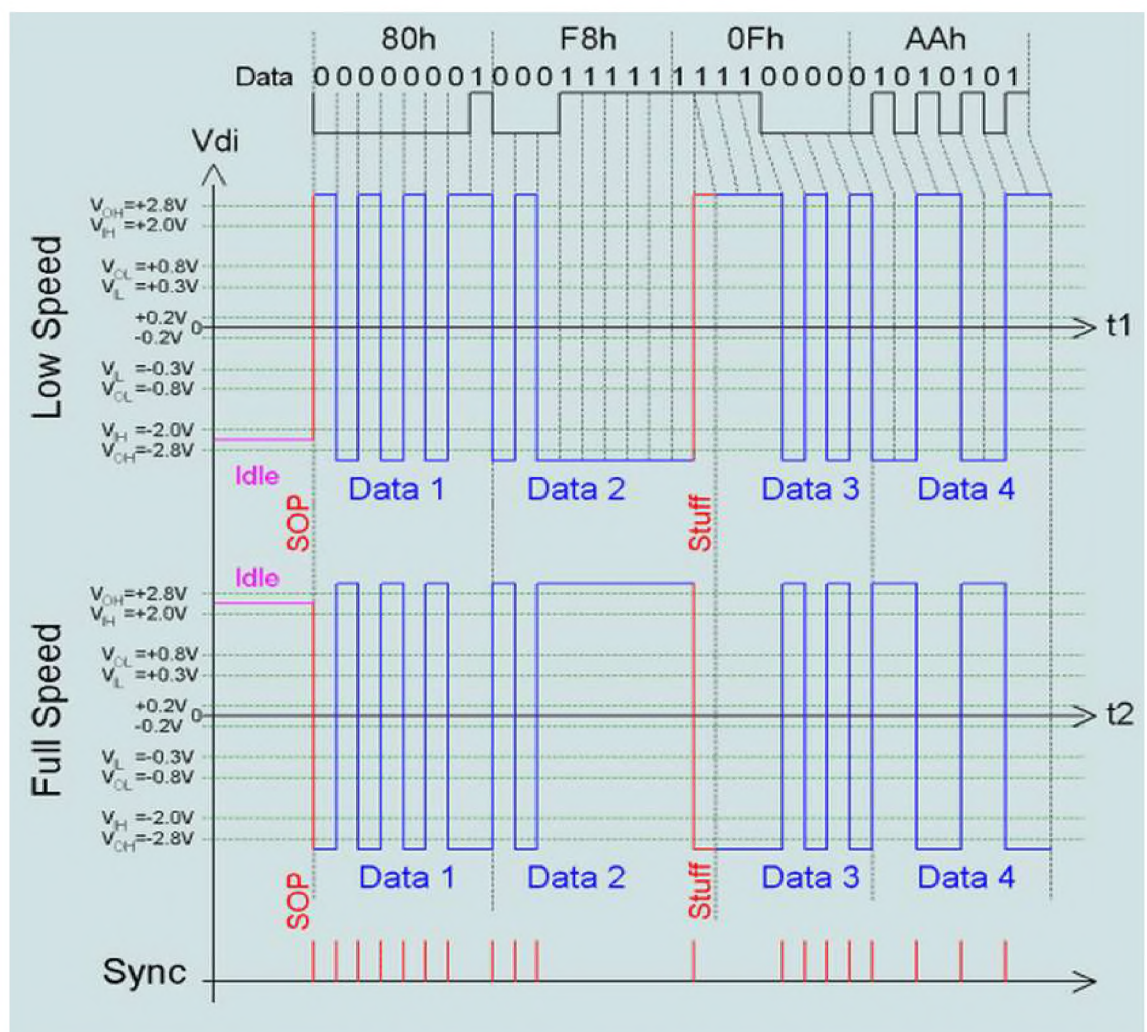 80h F8h 0Fh AAh
Data 00000001000111111111000001010101
Vdi
Low Speed
VOH=+2.8V
VIH=+2.0V
VOL=+0.8V
VIL=+0.3V
+0.2V
0
-0.2V
VIL=-0.3V
VOL=-0.8V
VIH=-2.0V
VOH=-2.8V
t1
Idle
SOP
Data 1
Data 2
Stuff
Data 3
Data 4
Full Speed
Idle
VOH=+2.8V
VIH=+2.0V
VOL=+0.8V
VIL=+0.3V
+0.2V
0
-0.2V
VIL=-0.3V
VOL=-0.8V
VIH=-2.0V
VOH=-2.8V
t2
SOP
Data 1
Data 2
Stuff
Data 3
Data 4
Sync